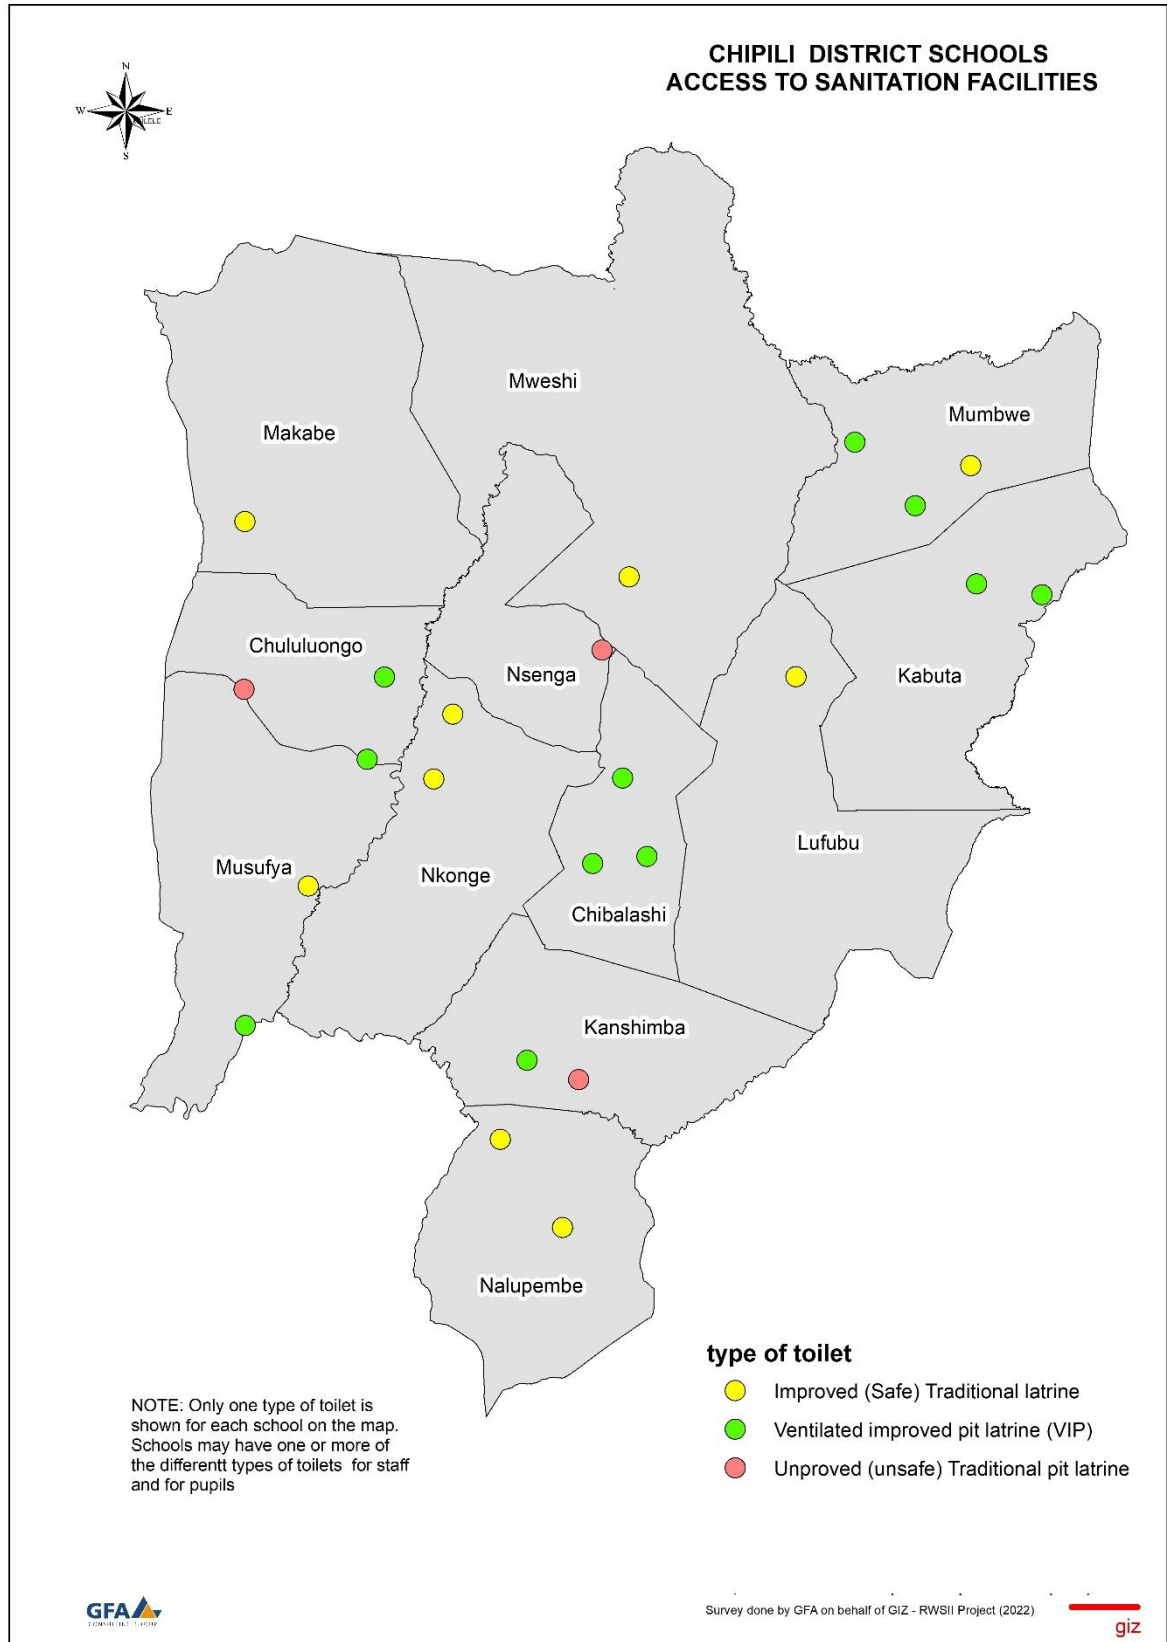 CHIPILI DISTRICT SCHOOLS
ACCESS TO SANITATION FACILITIES
N
W
E
S
Mweshi
Mumbwe
Makabe
Chululuongo
Nsenga
Kabuta
Lufubu
Musufya
Nkonge
Chibalashi
Kanshimba
Nalupembe
type of toilet
Improved (Safe) Traditional latrine
Ventilated improved pit latrine (VIP)
Unproved (unsafe) Traditional pit latrine
NOTE: Only one type of toilet is
shown for each school on the map.
Schools may have one or more of
the differentt types of toilets for staff
and for pupils
GFA
CONSULTING GROUP
Survey done by GFA on behalf of GIZ - RWSII Project (2022)
giz